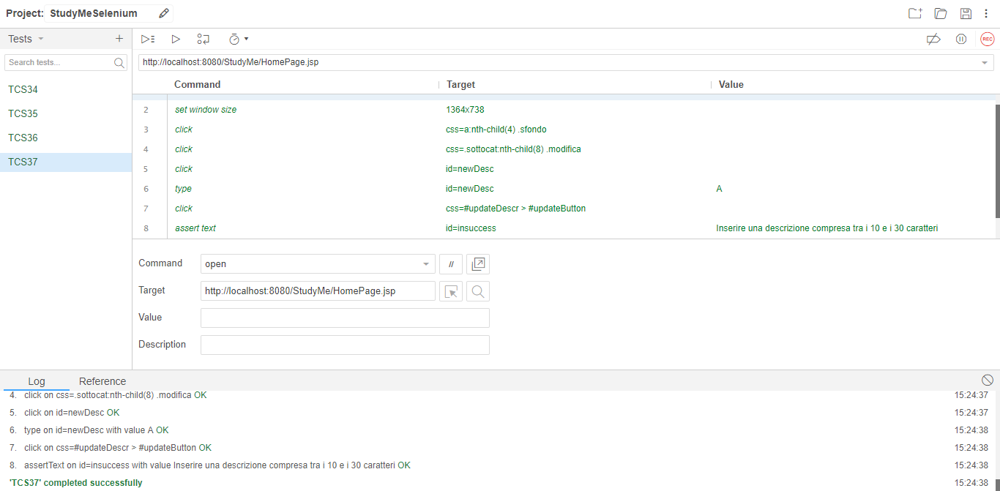 Project: StudyMeSelenium
Tests
Search tests...
TCS34
TCS35
TCS36
TCS37
REC
http://localhost:8080/StudyMe/HomePage.jsp
Command Target Value
2 set window size 1364x738
3 click css=a:nth-child(4) .sfondo
4 click css=.sottocat:nth-child(8) .modifica
5 click id=newDesc
6 type id=newDesc A
7 click css=#updateDescr > #updateButton
8 assert text id=insuccess Inserire una descrizione compresa tra i 10 e i 30 caratteri
Command open //
Target http://localhost:8080/StudyMe/HomePage.jsp
Value
Description
Log Reference
4. click on css=.sottocat:nth-child(8) .modifica OK 15:24:37
5. click on id=newDesc OK 15:24:37
6. type on id=newDesc with value A OK 15:24:38
7. click on css=#updateDescr > #updateButton OK 15:24:38
8. assertText on id=insuccess with value Inserire una descrizione compresa tra i 10 e i 30 caratteri OK 15:24:38
'TCS37' completed successfully 15:24:38